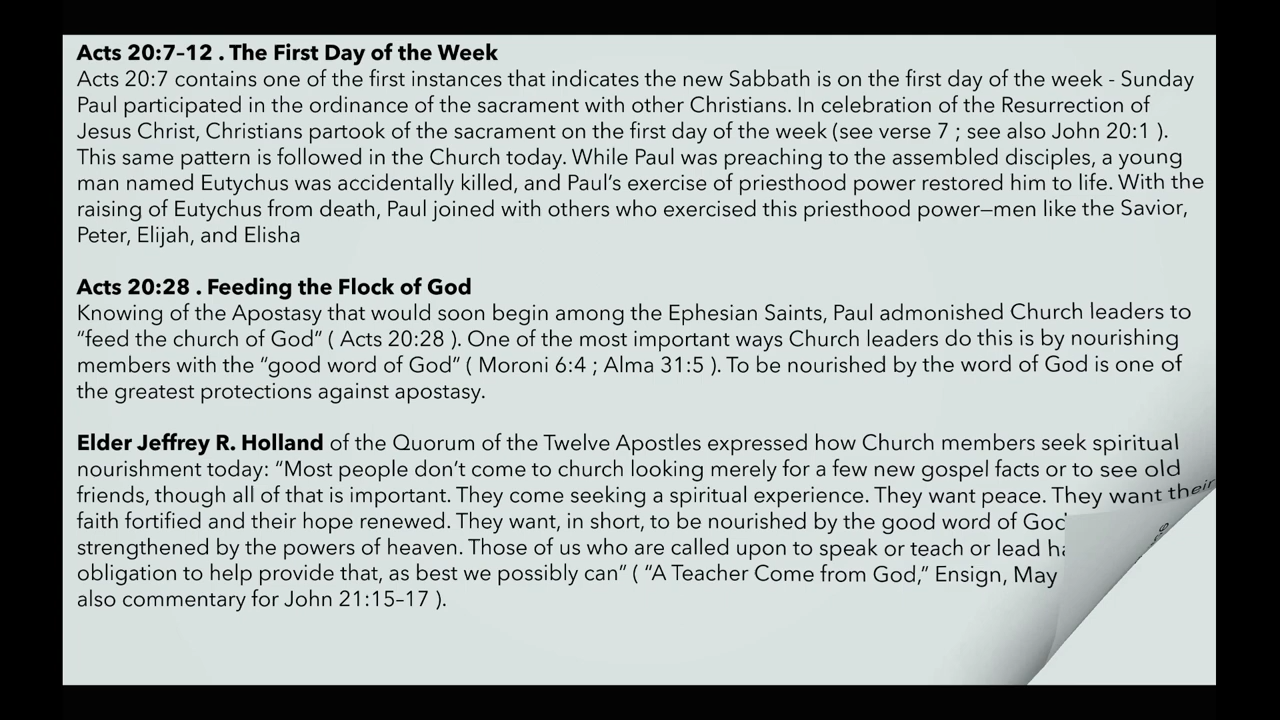 Acts 20:7–12 . The First Day of the Week
Acts 20:7 contains one of the first instances that indicates the new Sabbath is on the first day of the week - Sunday
Paul participated in the ordinance of the sacrament with other Christians. In celebration of the Resurrection of
Jesus Christ, Christians partook of the sacrament on the first day of the week (see verse 7 ; see also John 20:1 ).
This same pattern is followed in the Church today. While Paul was preaching to the assembled disciples, a young
man named Eutychus was accidentally killed, and Paul’s exercise of priesthood power restored him to life. With the
raising of Eutychus from death, Paul joined with others who exercised this priesthood power—men like the Savior,
Peter, Elijah, and Elisha
Acts 20:28 . Feeding the Flock of God
Knowing of the Apostasy that would soon begin among the Ephesian Saints, Paul admonished Church leaders to
“feed the church of God” ( Acts 20:28 ). One of the most important ways Church leaders do this is by nourishing
members with the “good word of God” ( Moroni 6:4 ; Alma 31:5 ). To be nourished by the word of God is one of
the greatest protections against apostasy.
Elder Jeffrey R. Holland of the Quorum of the Twelve Apostles expressed how Church members seek spiritual
nourishment today: “Most people don’t come to church looking merely for a few new gospel facts or to see old
friends, though all of that is important. They come seeking a spiritual experience. They want peace. They want their
faith fortified and their hope renewed. They want, in short, to be nourished by the good word of God
strengthened by the powers of heaven. Those of us who are called upon to speak or teach or lead
obligation to help provide that, as best we possibly can” ( “A Teacher Come from God,” Ensign, May
also commentary for John 21:15–17 ).